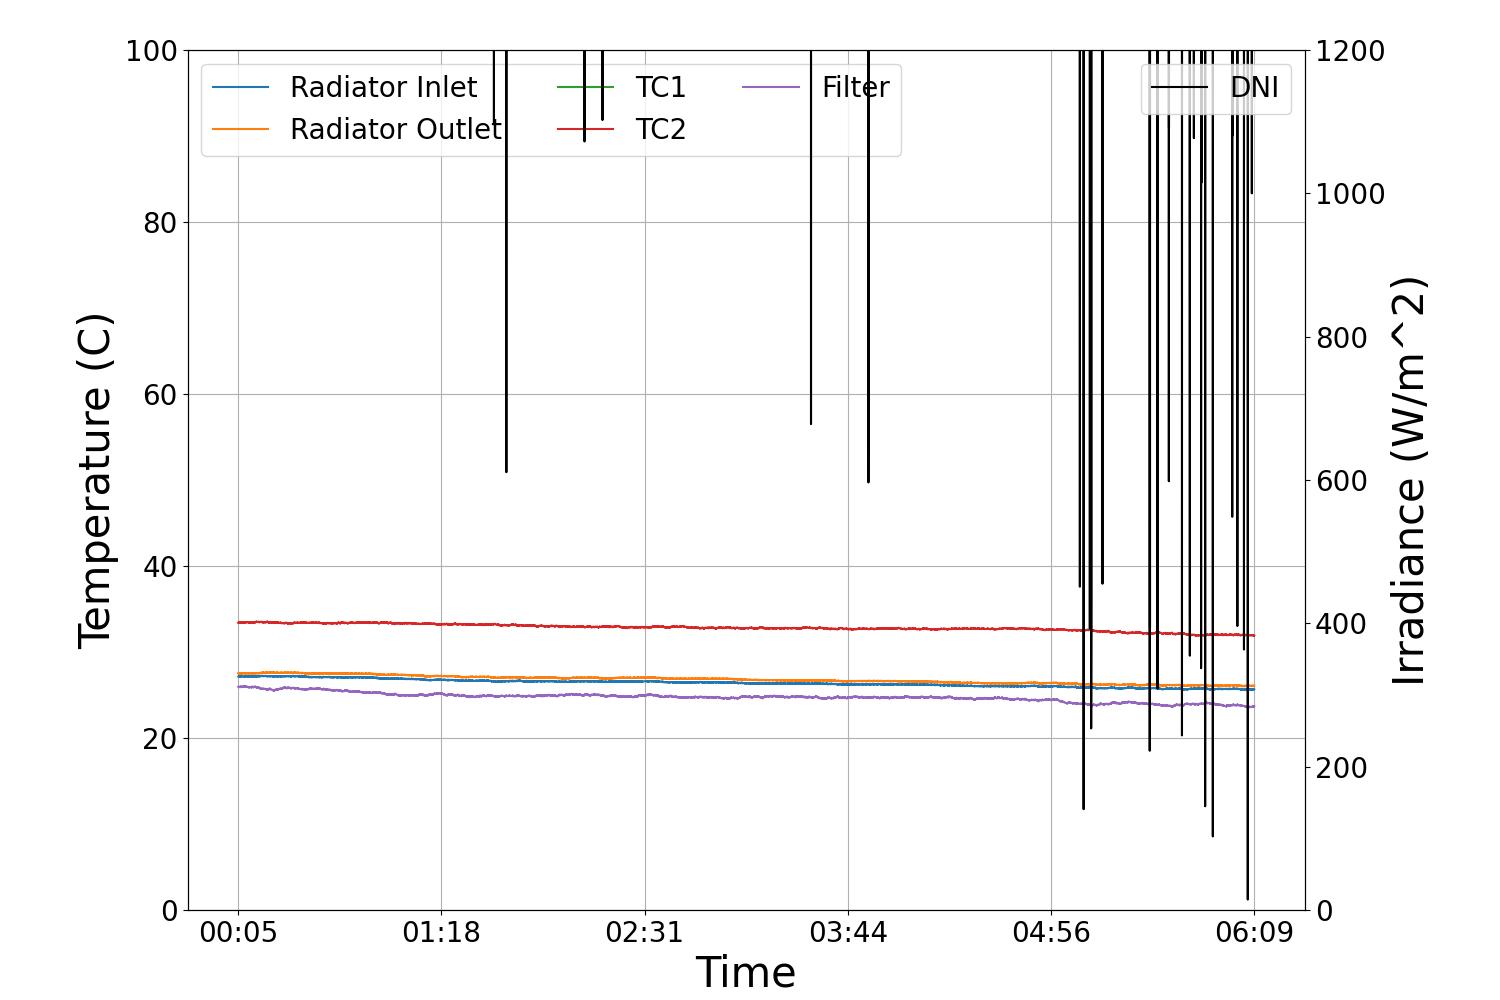 100
80
60
40
20
0
Temperature (C)
Radiator Inlet
Radiator Outlet
TC1
TC2
Filter
DNI
1200
1000
800
600
400
200
0
Irradiance (W/m^2)
00:05 01:18 02:31 03:44 04:56 06:09
Time